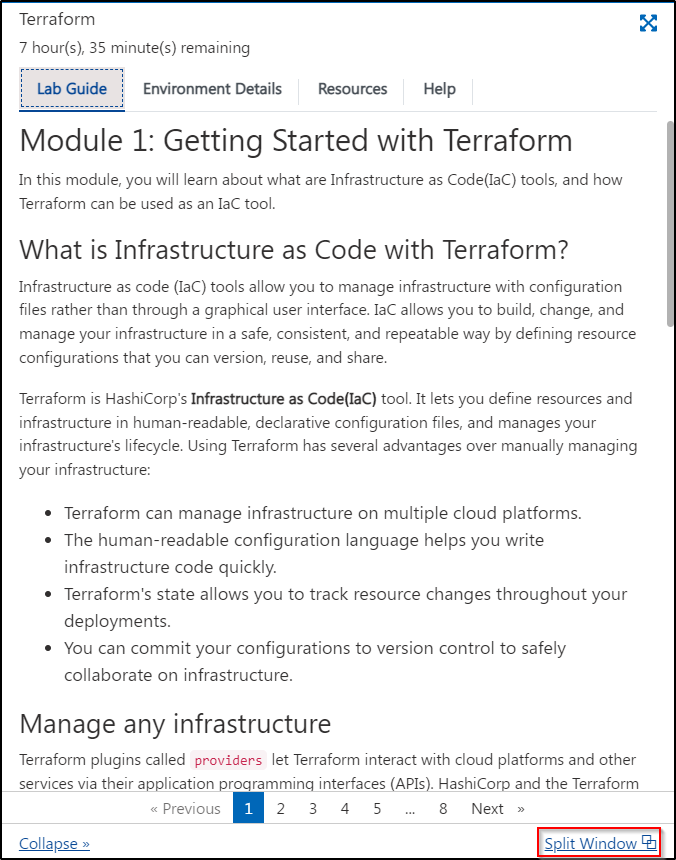 Terraform
7 hour(s), 35 minute(s) remaining
Lab Guide Environment Details Resources Help
Module 1: Getting Started with Terraform
In this module, you will learn about what are Infrastructure as Code(IaC) tools, and how
Terraform can be used as an IaC tool.
What is Infrastructure as Code with Terraform?
Infrastructure as code (IaC) tools allow you to manage infrastructure with configuration
files rather than through a graphical user interface. IaC allows you to build, change, and
manage your infrastructure in a safe, consistent, and repeatable way by defining resource
configurations that you can version, reuse, and share.
Terraform is HashiCorp's Infrastructure as Code(IaC) tool. It lets you define resources and
infrastructure in human-readable, declarative configuration files, and manages your
infrastructure's lifecycle. Using Terraform has several advantages over manually managing
your infrastructure:
• Terraform can manage infrastructure on multiple cloud platforms.
• The human-readable configuration language helps you write
infrastructure code quickly.
• Terraform's state allows you to track resource changes throughout your
deployments.
• You can commit your configurations to version control to safely
collaborate on infrastructure.
Manage any infrastructure
Terraform plugins called providers let Terraform interact with cloud platforms and other
services via their application programming interfaces (APIs). HashiCorp and the Terraform
« Previous 1 2 3 4 5 ... 8 Next »
Collapse » Split Window